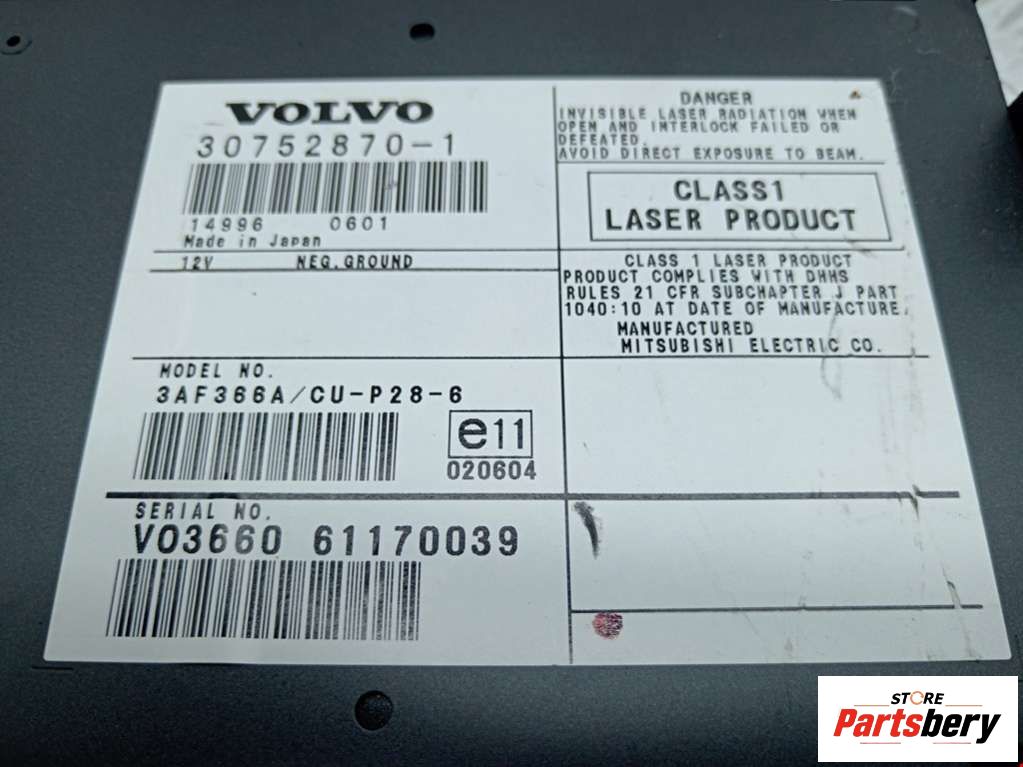 VOLVO
30752870-1
14996 0601
Made in Japan
12V NEG.GROUND
MODEL NO.
3AF366A/CU-P28-6
e11
020604
SERIAL NO.
VO3660 61170039
DANGER
INVISIBLE LASER RADIATION WHEN
OPEN AND INTERLOCK FAILED OR
DEFEATED.
AVOID DIRECT EXPOSURE TO BEAM.
CLASS1
LASER PRODUCT
CLASS 1 LASER PRODUCT
PRODUCT COMPLIES WITH DHHS
RULES 21 CFR SUBCHAPTER J PART
1040:10 AT DATE OF MANUFACTURE.
MANUFACTURED
MITSUBISHI ELECTRIC CO.
STORE
Partsbery